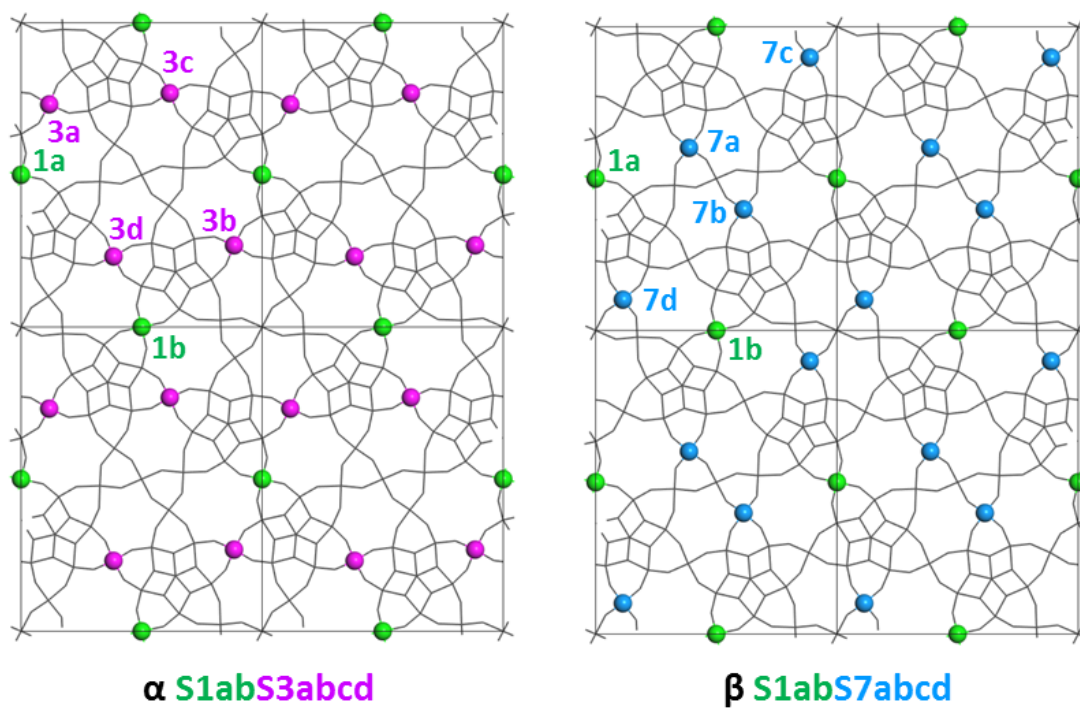 3c
7c
3a
7a
1a
1a
3d
3b
7b
7d
1b
1b
α S1abS3abcd
β S1abS7abcd